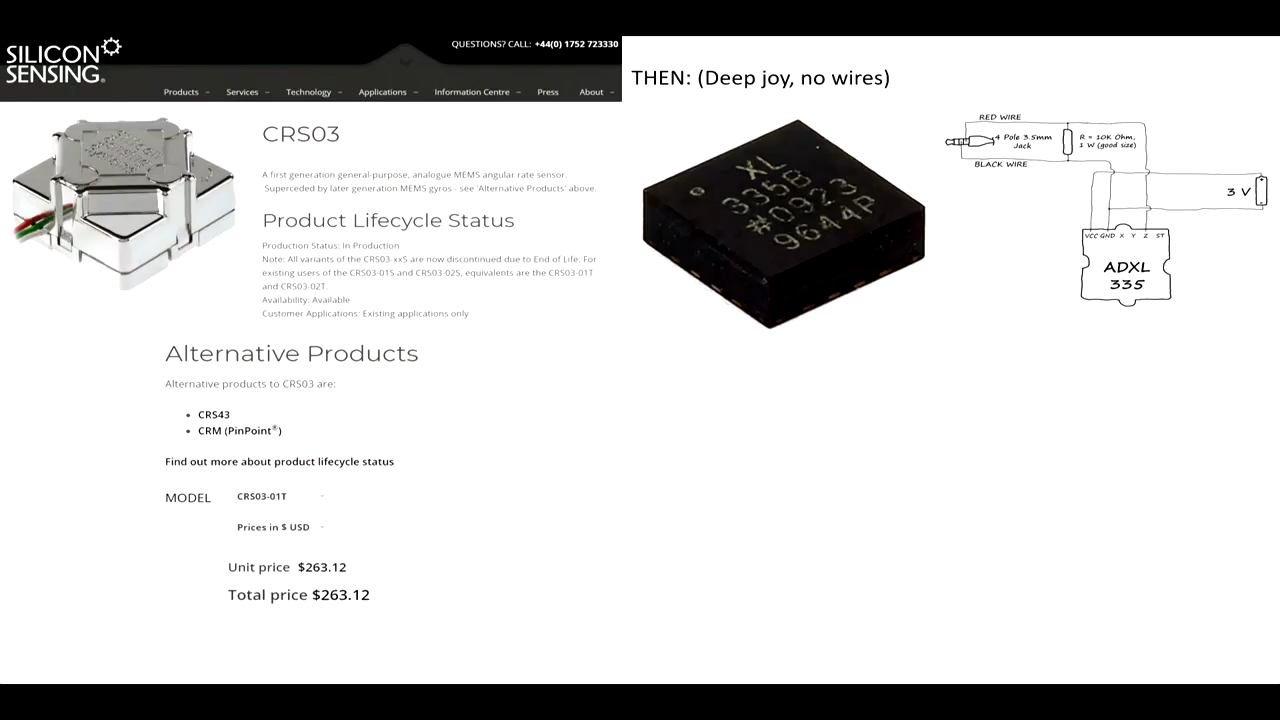 SILICON
SENSING®
QUESTIONS? CALL: +44(0) 1752 723330
Products
Services
Technology
Applications
Information Centre
Press
About
CRS03
A first generation general-purpose, analogue MEMS angular rate sensor.
Superceded by later generation MEMS gyros - see 'Alternative Products' above.
Product Lifecycle Status
Production Status: In Production
Note: All variants of the CRS03-xxS are now discontinued due to End of Life. For
existing users of the CRS03-01S and CRS03-02S, equivalents are the CRS03-01T
and CRS03-02T.
Availability: Available
Customer Applications: Existing applications only
Alternative Products
Alternative products to CRS03 are:
• CRS43
• CRM (PinPoint®)
Find out more about product lifecycle status
MODEL CRS03-01T
Prices in $ USD
Unit price $263.12
Total price $263.12
THEN: (Deep joy, no wires)
XL
335B
#0923
9644P
RED WIRE
4 Pole 3.5mm
Jack
R = 10K Ohm,
1 W (good size)
BLACK WIRE
3 V
VCC GND X Y Z ST
ADXL
335